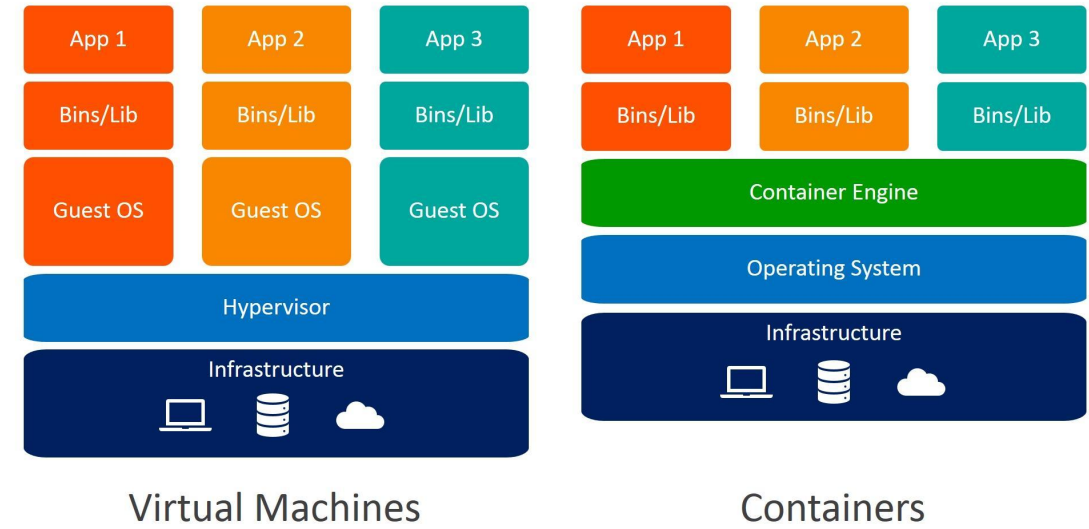 App 1
App 2
App 3
Bins/Lib
Bins/Lib
Bins/Lib
Guest OS
Guest OS
Guest OS
Hypervisor
Infrastructure
Virtual Machines
App 1
App 2
App 3
Bins/Lib
Bins/Lib
Bins/Lib
Container Engine
Operating System
Infrastructure
Containers